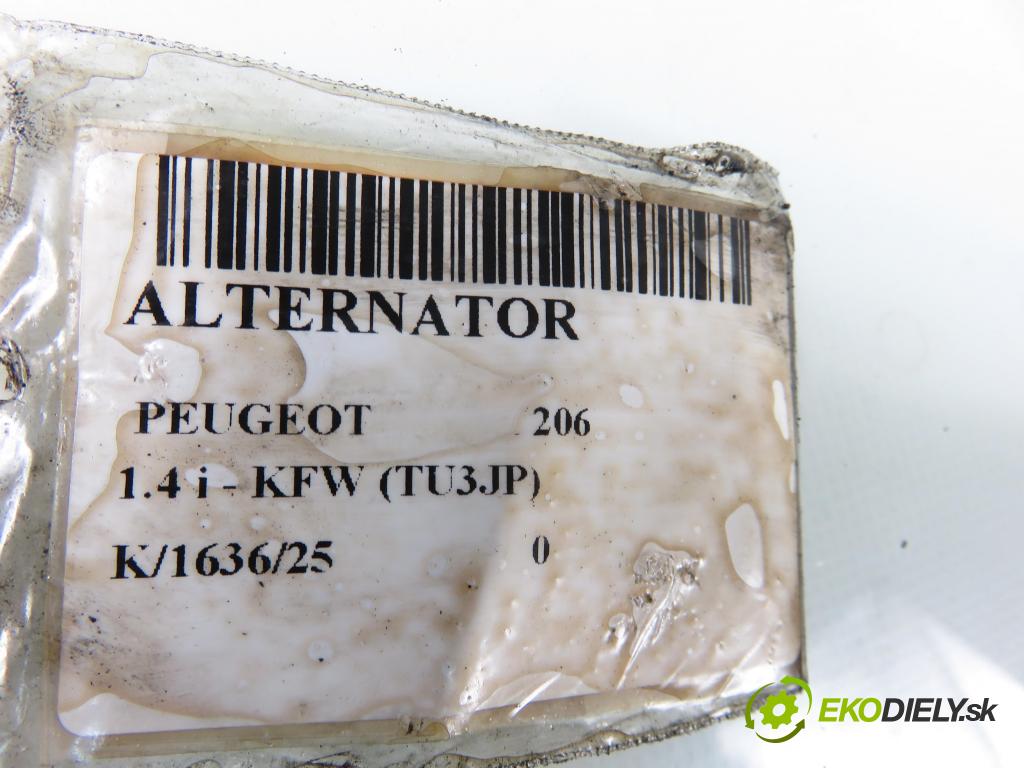 ALTERNATOR
PEUGEOT 206
1.4 i - KFW (TU3JP)
K/1636/25 0
EKODIELY.sk